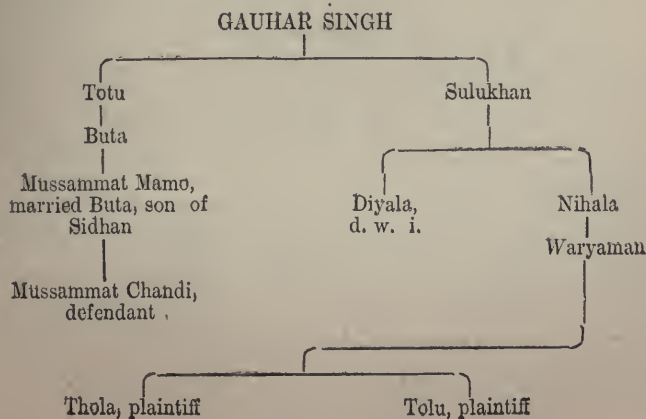 GAUHAR SINGH
Totu
Sulukhan
Buta
Mussammat Mamo,
married Buta, son of
Sidhan
Diyala,
d. w. i.
Nihala
Waryaman
Mussammat Chandi,
defendant
Thola, plaintiff
Tolu, plaintiff